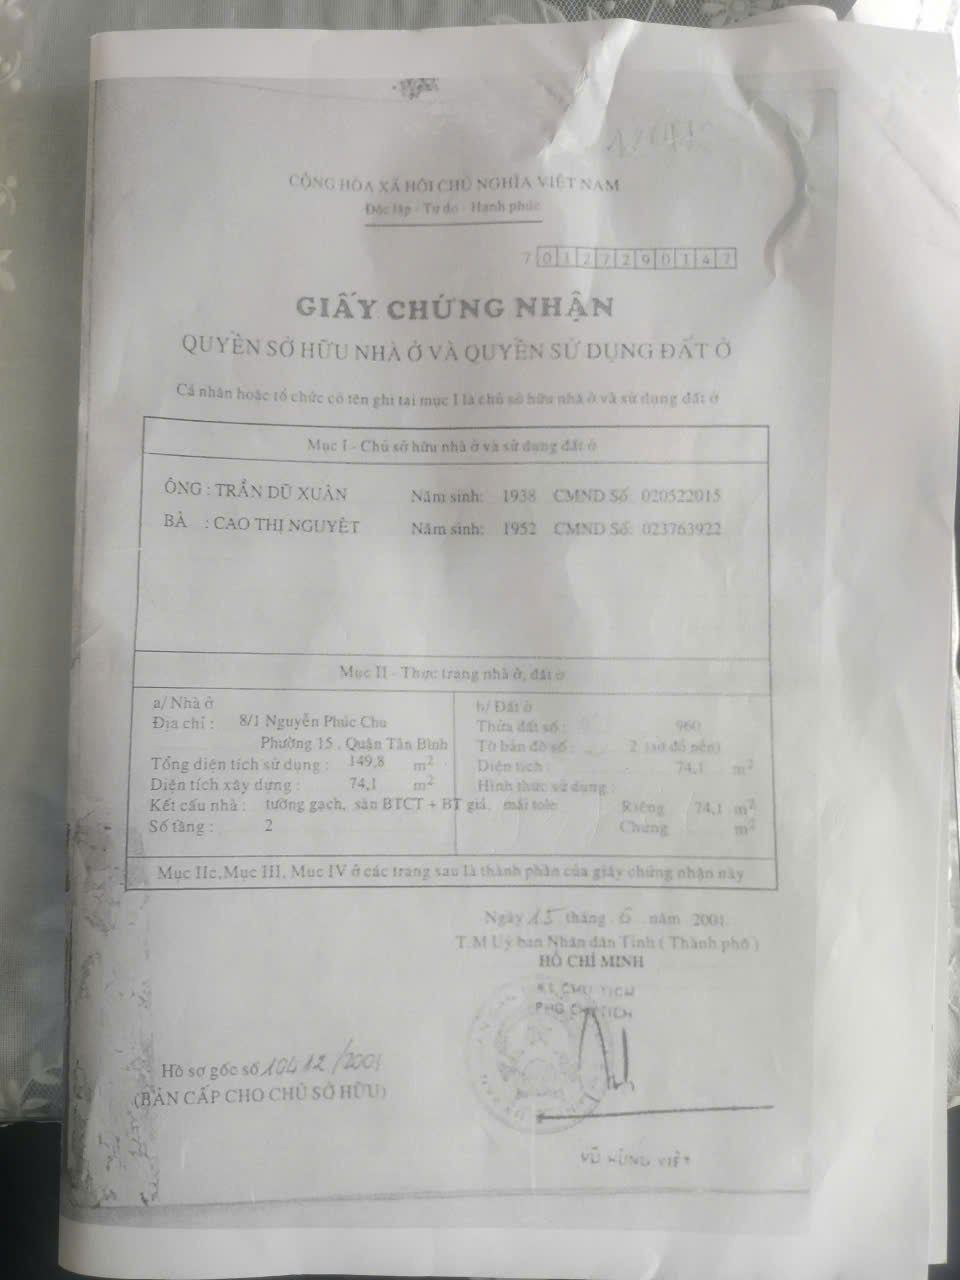 CỘNG HÒA XÃ HỘI CHỦ NGHĨA VIỆT NAM
Độc lập - Tự do - Hạnh phúc
7 0 1 2 7 2 9 0 1 4 7
GIẤY CHỨNG NHẬN
QUYỀN SỞ HỮU NHÀ Ở VÀ QUYỀN SỬ DỤNG ĐẤT Ở
Cá nhân hoặc tổ chức có tên ghi tại mục I là chủ sở hữu nhà ở và sử dụng đất ở
Mục I - Chủ sở hữu nhà ở và sử dụng đất ở
ÔNG : TRẦN DŨ XUÂN Năm sinh: 1938 CMND Số: 020522015
BÀ : CAO THỊ NGUYỆT Năm sinh: 1952 CMND Số: 023763922
Mục II - Thực trạng nhà ở, đất ở
a/ Nhà ở
Địa chỉ : 8/1 Nguyễn Phúc Chu
Phường 15 , Quận Tân Bình
Tổng diện tích sử dụng : 149,8 m²
Diện tích xây dựng : 74,1 m²
Kết cấu nhà : tường gạch, sàn BTCT + BT giả, mái tole
Số tầng : 2
b/ Đất ở
Thửa đất số : 960
Tờ bản đồ số : 2 (sơ đồ nền)
Diện tích : 74,1 m²
Hình thức sử dụng :
Riêng 74,1 m²
Chung m²
Mục IIc, Mục III, Mục IV ở các trang sau là thành phần của giấy chứng nhận này
Ngày 15 tháng 6 năm 2001
T.M Uỷ ban Nhân dân Tỉnh ( Thành phố )
HỒ CHÍ MINH
KT. CHỦ TỊCH
PHÓ CHỦ TỊCH
Hồ sơ gốc số 10412/2001
(BẢN CẤP CHO CHỦ SỞ HỮU)
VŨ HÙNG VIỆT